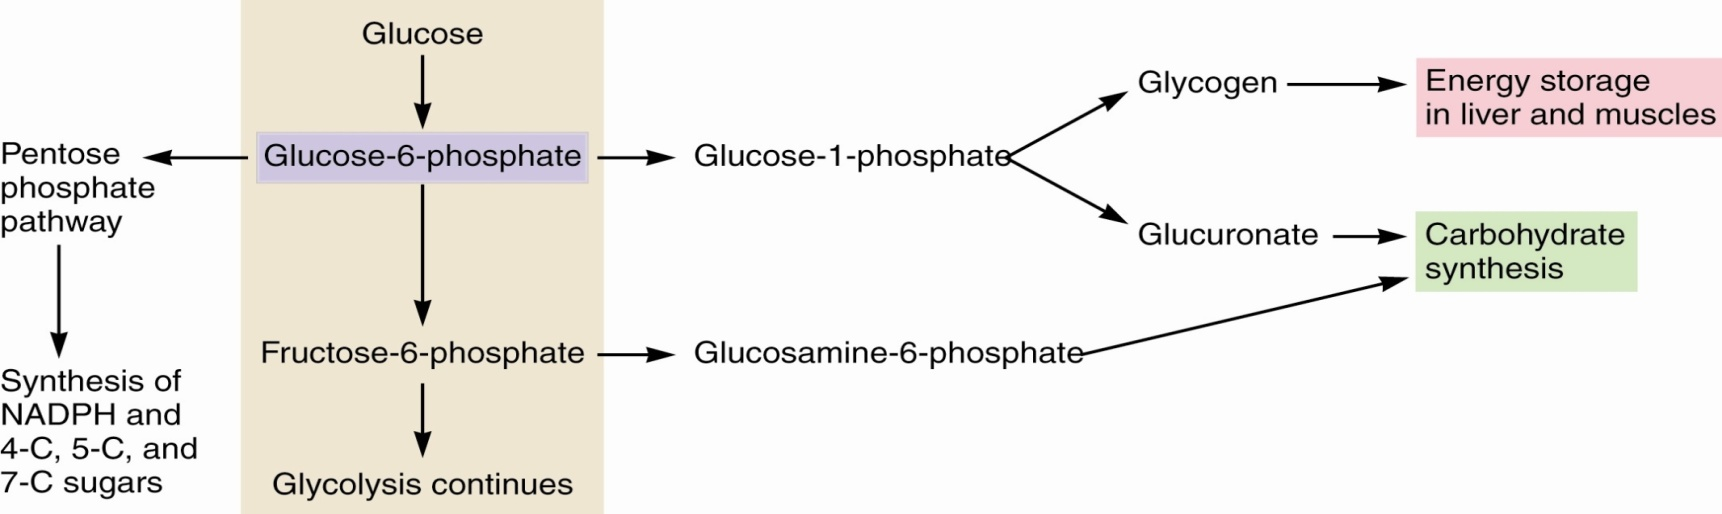 Glucose
Pentose
phosphate
pathway
Glucose-6-phosphate
Glucose-1-phosphate
Glycogen
Energy storage
in liver and muscles
Glucuronate
Carbohydrate
synthesis
Fructose-6-phosphate
Glucosamine-6-phosphate
Synthesis of
NADPH and
4-C, 5-C, and
7-C sugars
Glycolysis continues